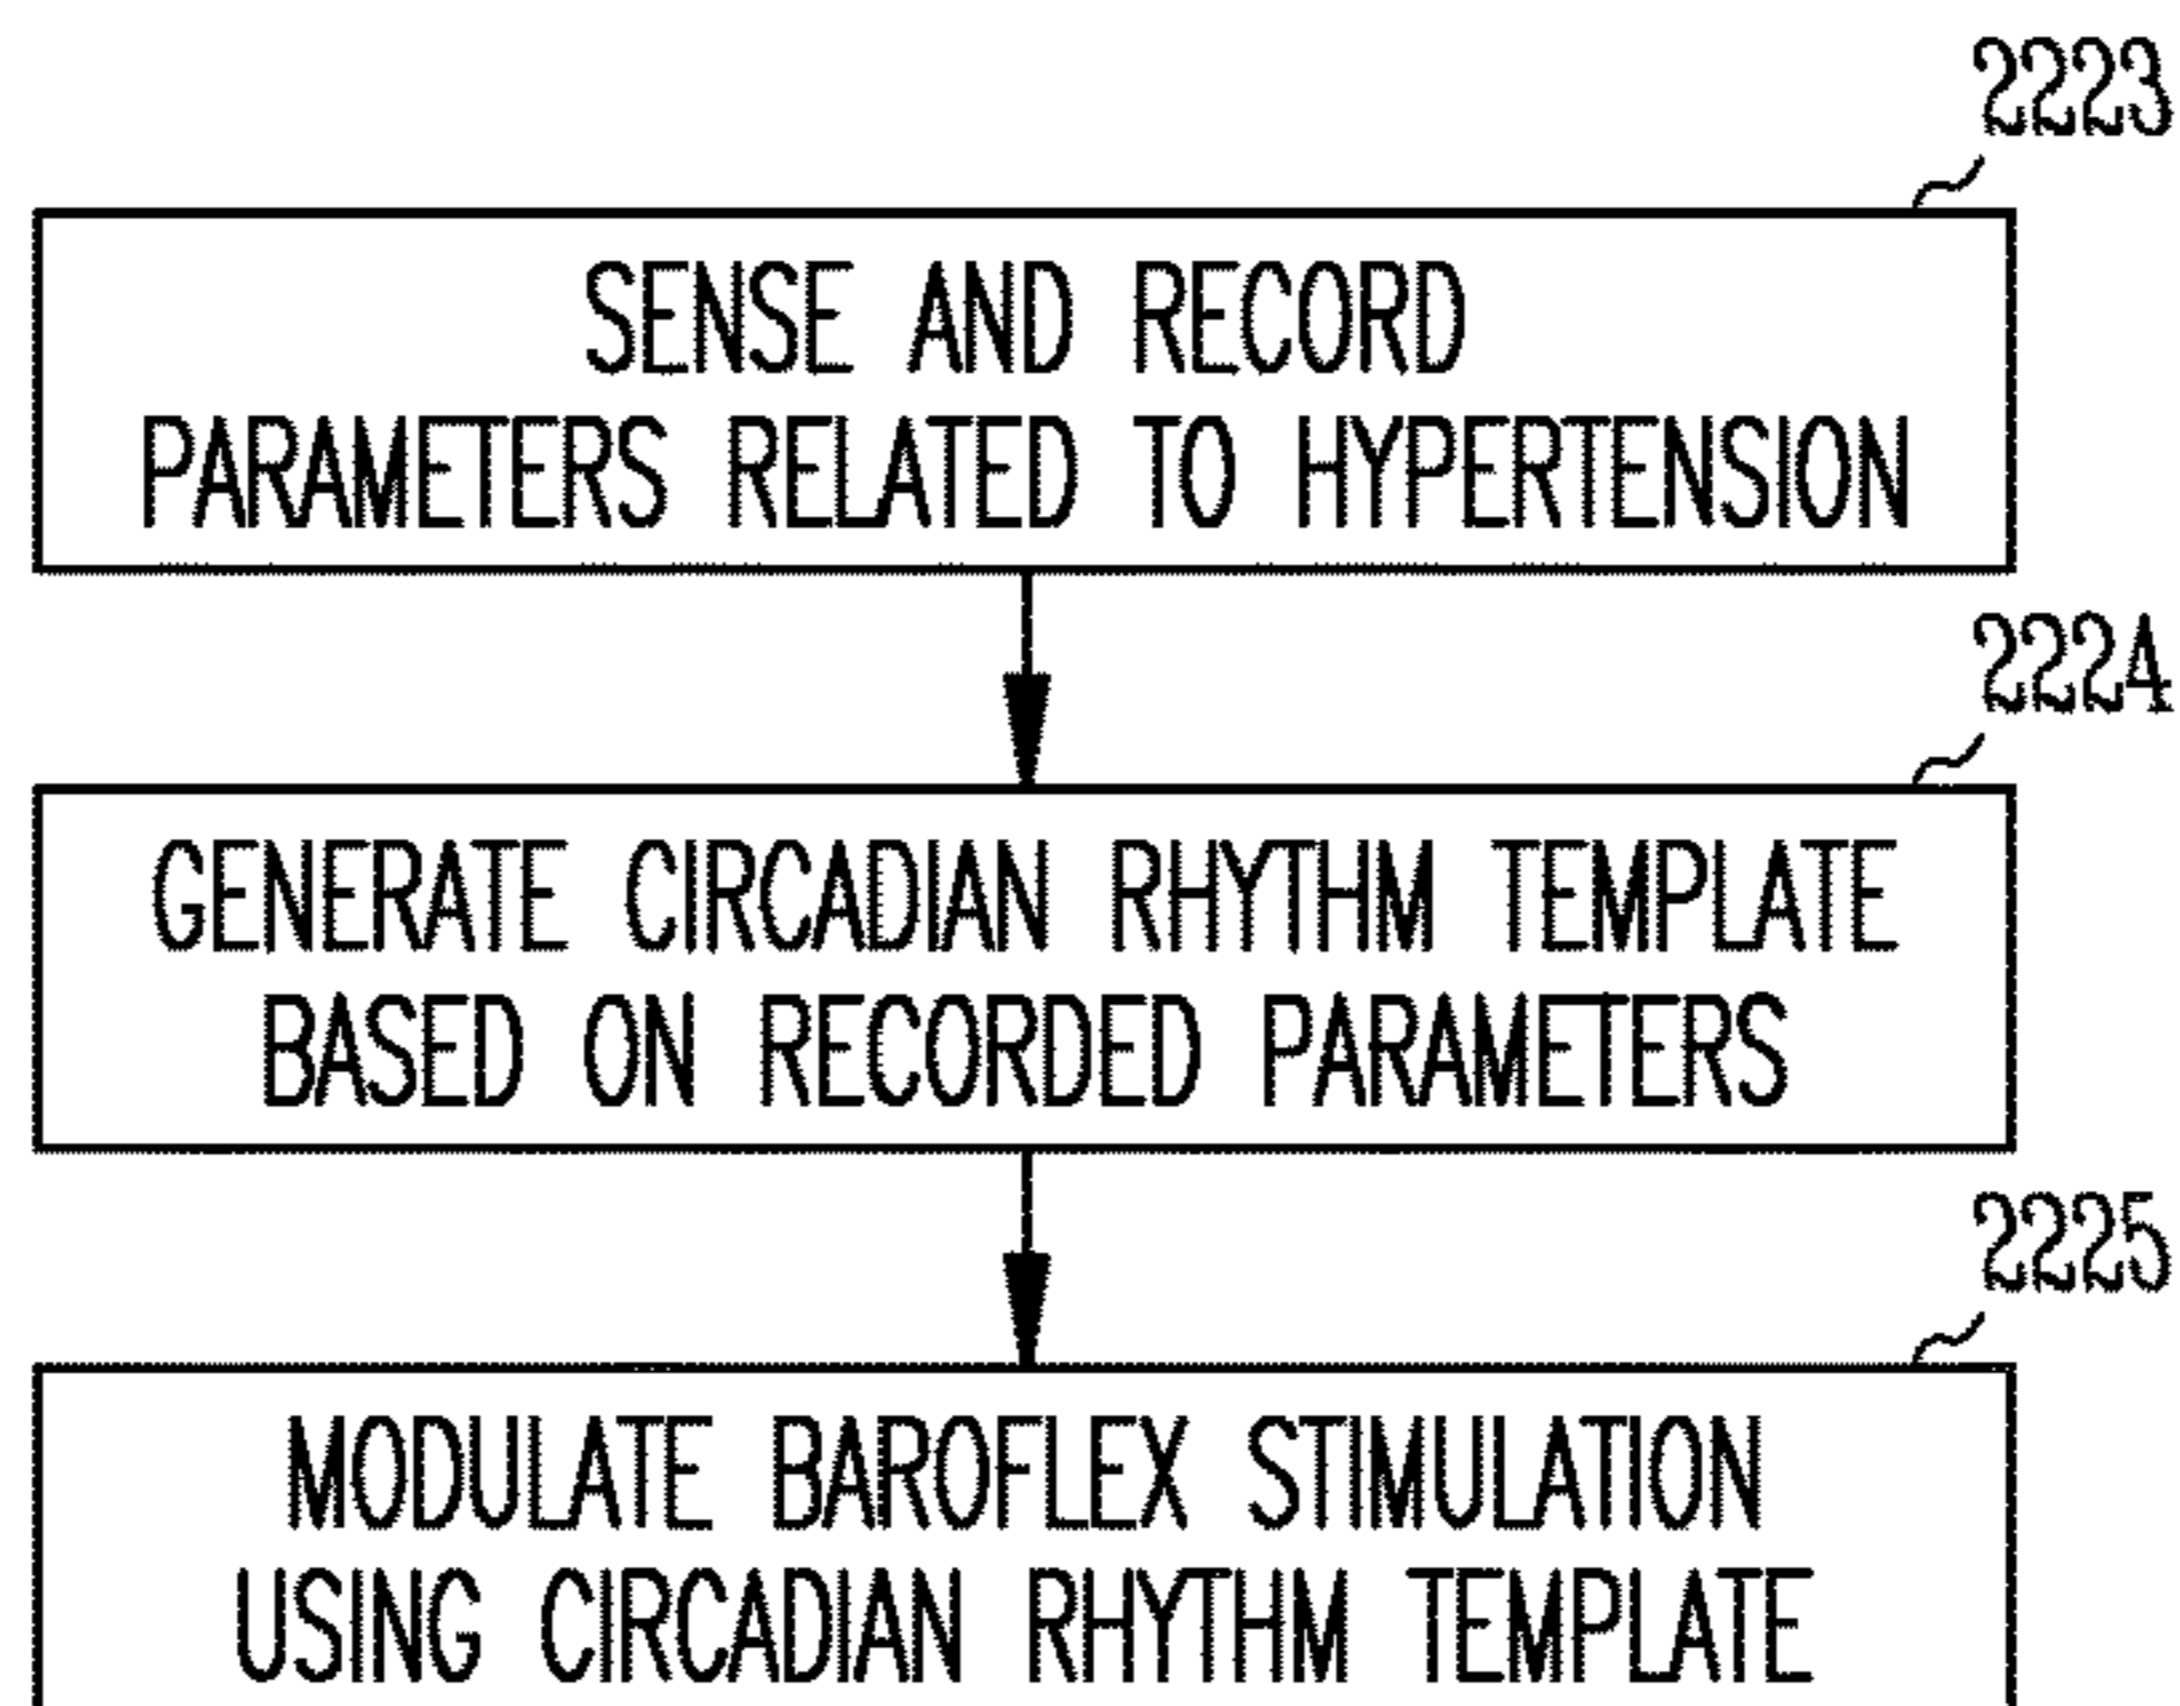 2223
SENSE AND RECORD
PARAMETERS RELATED TO HYPERTENSION
2224
GENERATE CIRCADIAN RHYTHM TEMPLATE
BASED ON RECORDED PARAMETERS
2225
MODULATE BAROFLEX STIMULATION
USING CIRCADIAN RHYTHM TEMPLATE